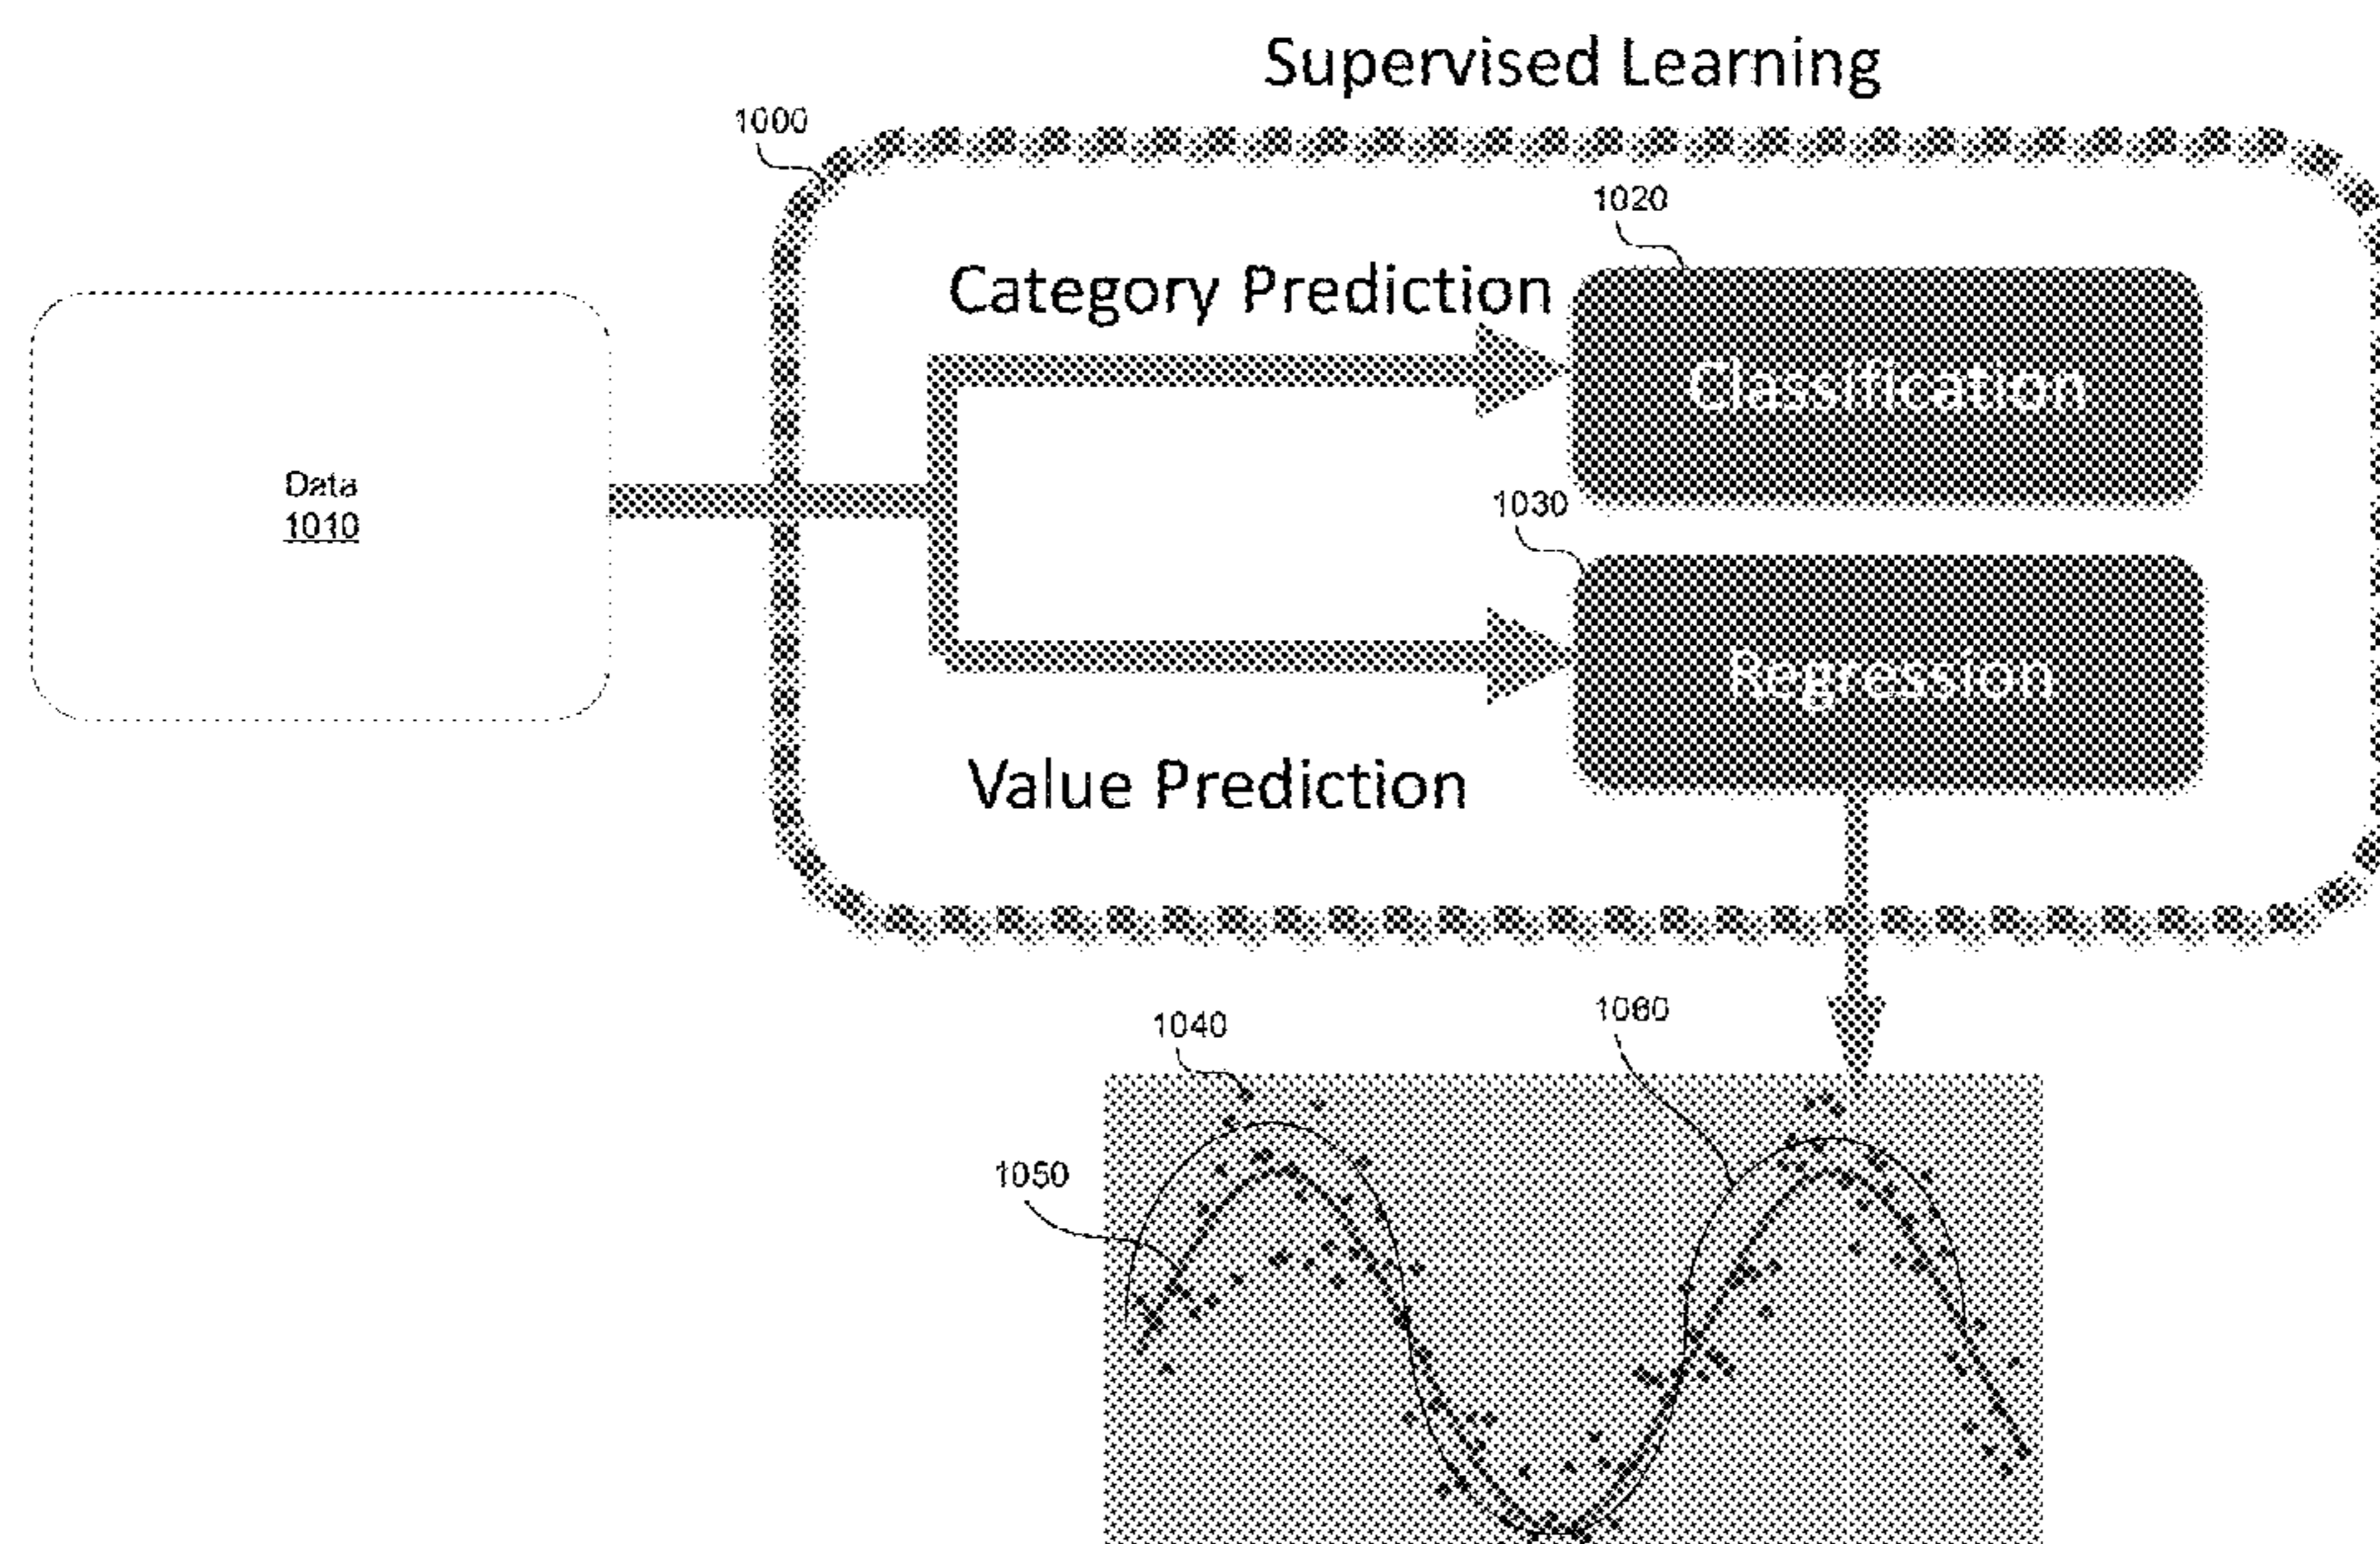 Supervised Learning
1000
1020
Category Prediction
Classification
Data
1010
1030
Regression
Value Prediction
1040
1060
1050